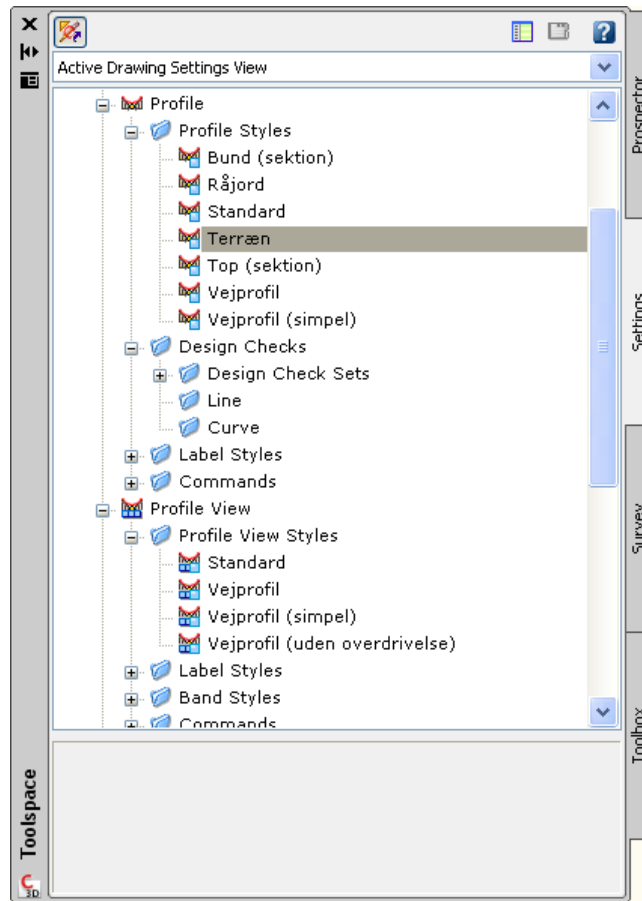 Active Drawing Settings View
Profile
Profile Styles
Bund (sektion)
Råjord
Standard
Terræn
Top (sektion)
Vejprofil
Vejprofil (simpel)
Design Checks
Design Check Sets
Line
Curve
Label Styles
Commands
Profile View
Profile View Styles
Standard
Vejprofil
Vejprofil (simpel)
Vejprofil (uden overdrivelse)
Label Styles
Band Styles
Commands
Prospector
Settings
Survey
Toolbox
Toolspace
C
3D